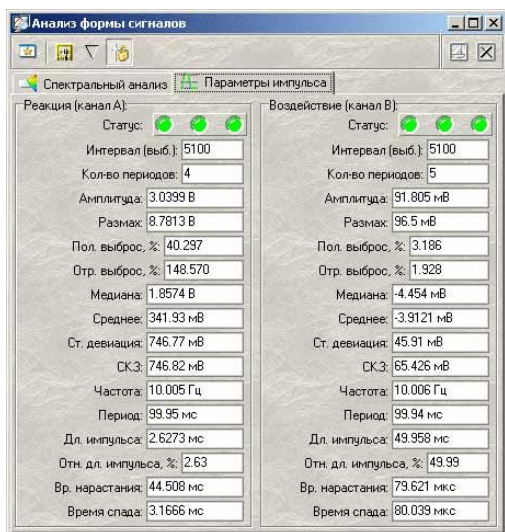 Анализ формы сигналов
Спектральный анализ
Параметры импульса
Реакция (канал A):
Статус:
Интервал (выб.): 5100
Кол-во периодов: 4
Амплитуда: 3.0399 В
Размах: 8.7813 В
Пол. выброс, %: 40.297
Отр. выброс, %: 148.570
Медиана: 1.8574 В
Среднее: 341.93 мВ
Ст. девиация: 746.77 мВ
СКЗ: 746.82 мВ
Частота: 10.005 Гц
Период: 99.95 мс
Дл. импульса: 2.6273 мс
Отн. дл. импульса, %: 2.63
Вр. нарастания: 44.508 мс
Время спада: 3.1666 мс
Воздействие (канал B):
Статус:
Интервал (выб.): 5100
Кол-во периодов: 5
Амплитуда: 91.805 мВ
Размах: 96.5 мВ
Пол. выброс, %: 3.186
Отр. выброс, %: 1.928
Медиана: -4.454 мВ
Среднее: -3.9121 мВ
Ст. девиация: 45.91 мВ
СКЗ: 65.426 мВ
Частота: 10.006 Гц
Период: 99.94 мс
Дл. импульса: 49.958 мс
Отн. дл. импульса, %: 49.99
Вр. нарастания: 79.621 мкс
Время спада: 80.039 мкс